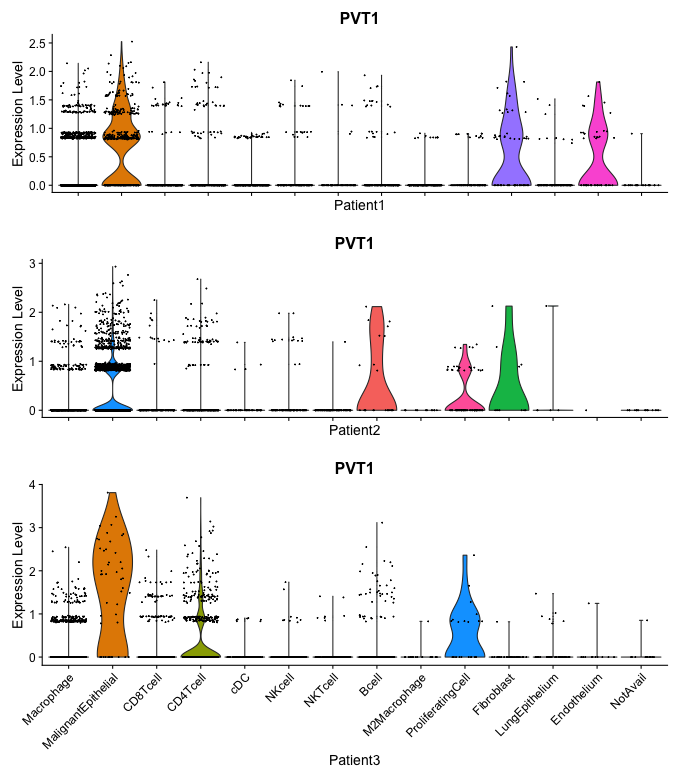 PVT1
Expression Level
2.5
2.0
1.5
1.0
0.5
0.0
Patient1
PVT1
Expression Level
3
2
1
0
Patient2
PVT1
Expression Level
4
3
2
1
0
Macrophage
MalignantEpithelial
CD8Tcell
CD4Tcell
cDC
NKcell
NKTcell
Bcell
M2Macrophage
ProliferatingCell
Fibroblast
LungEpithelium
Endothelium
NotAvail
Patient3